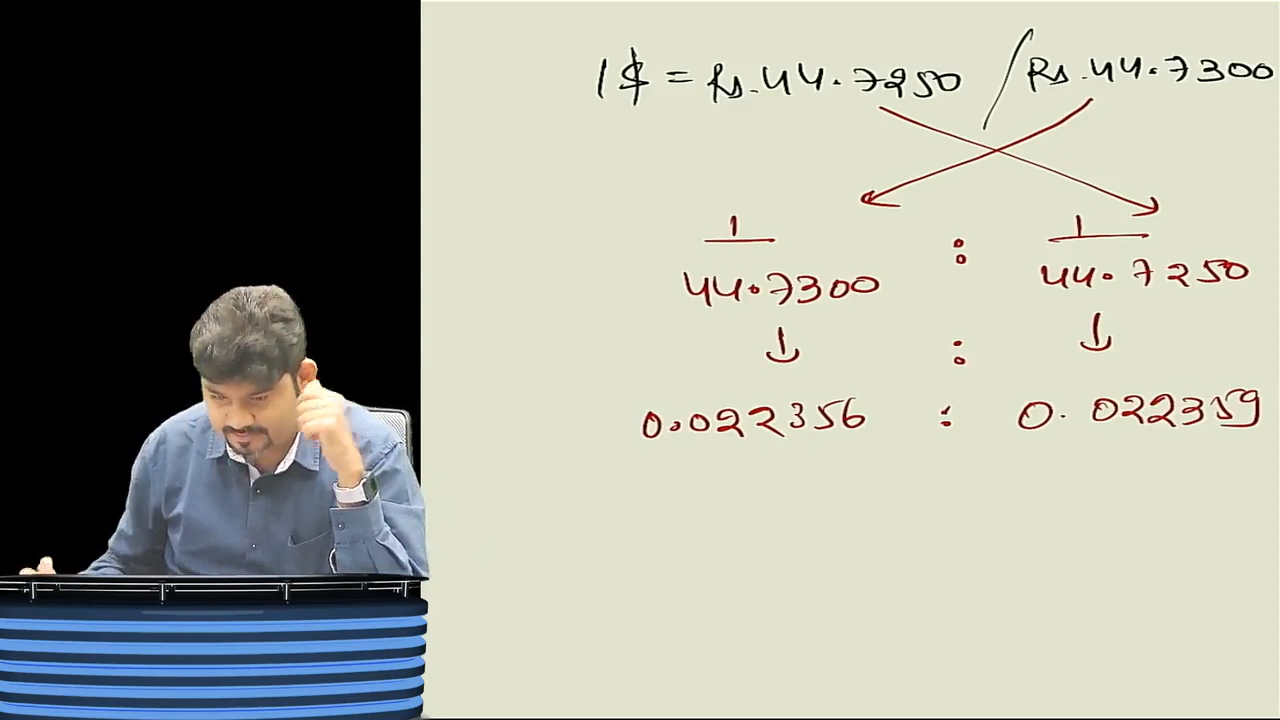 1$ = Rs.44.7250 / Rs.44.7300
1 : 1
44.7300 44.7250
↓ : ↓
0.022356 : 0.022359